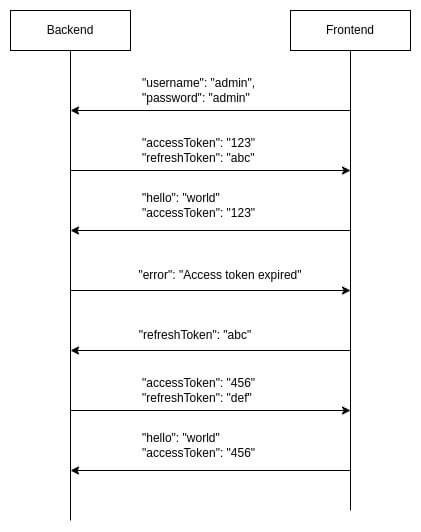 Backend
Frontend
"username": "admin",
"password": "admin"
"accessToken": "123"
"refreshToken": "abc"
"hello": "world"
"accessToken": "123"
"error": "Access token expired"
"refreshToken": "abc"
"accessToken": "456"
"refreshToken": "def"
"hello": "world"
"accessToken": "456"